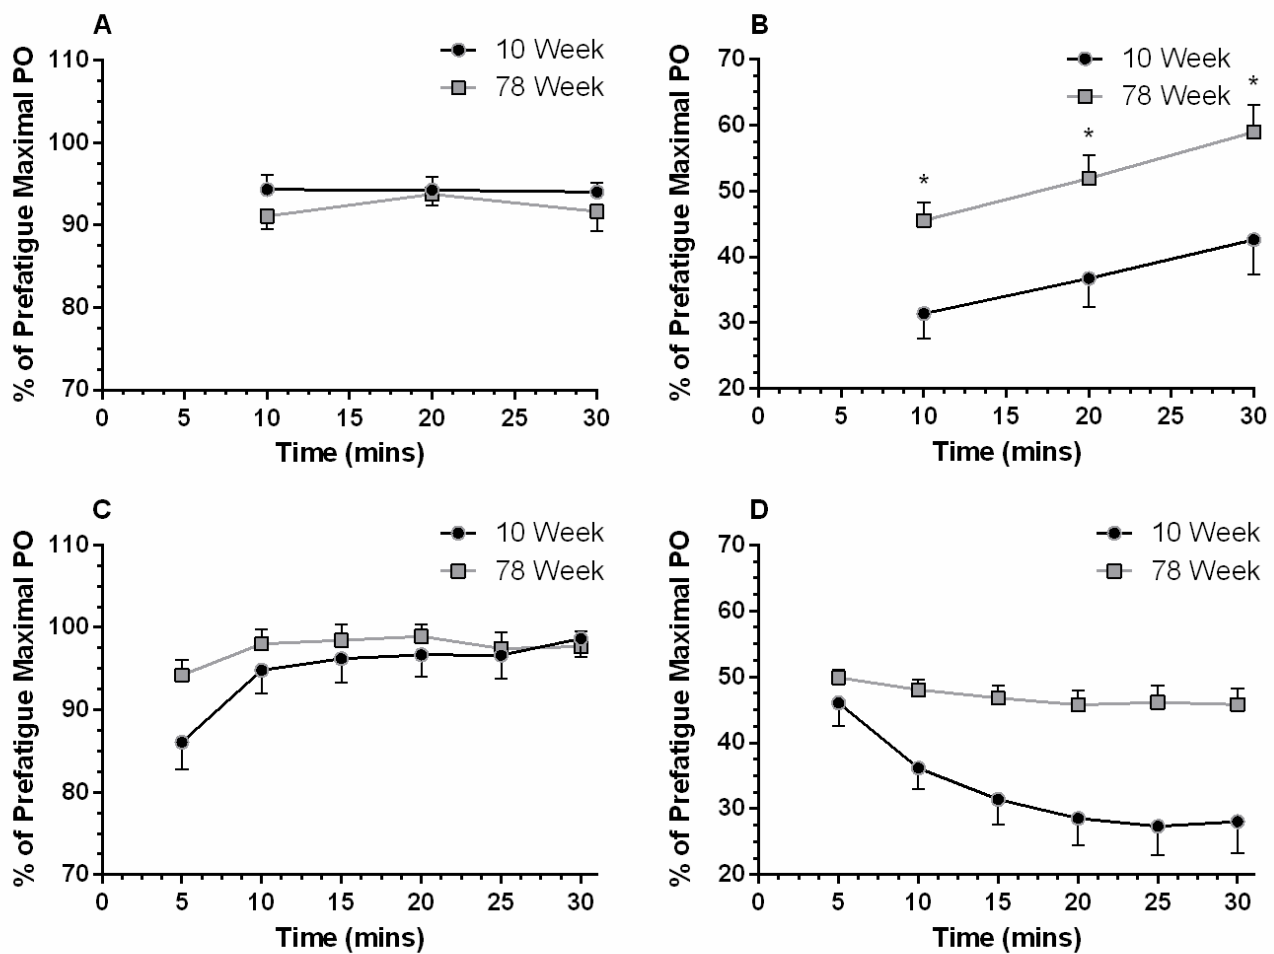 A
10 Week
78 Week
% of Prefatigue Maximal PO
110
100
90
80
70
0 5 10 15 20 25 30
Time (mins)
B
10 Week
78 Week
% of Prefatigue Maximal PO
70
60
50
40
30
20
* * *
0 5 10 15 20 25 30
Time (mins)
C
10 Week
78 Week
% of Prefatigue Maximal PO
110
100
90
80
70
0 5 10 15 20 25 30
Time (mins)
D
10 Week
78 Week
% of Prefatigue Maximal PO
70
60
50
40
30
20
0 5 10 15 20 25 30
Time (mins)